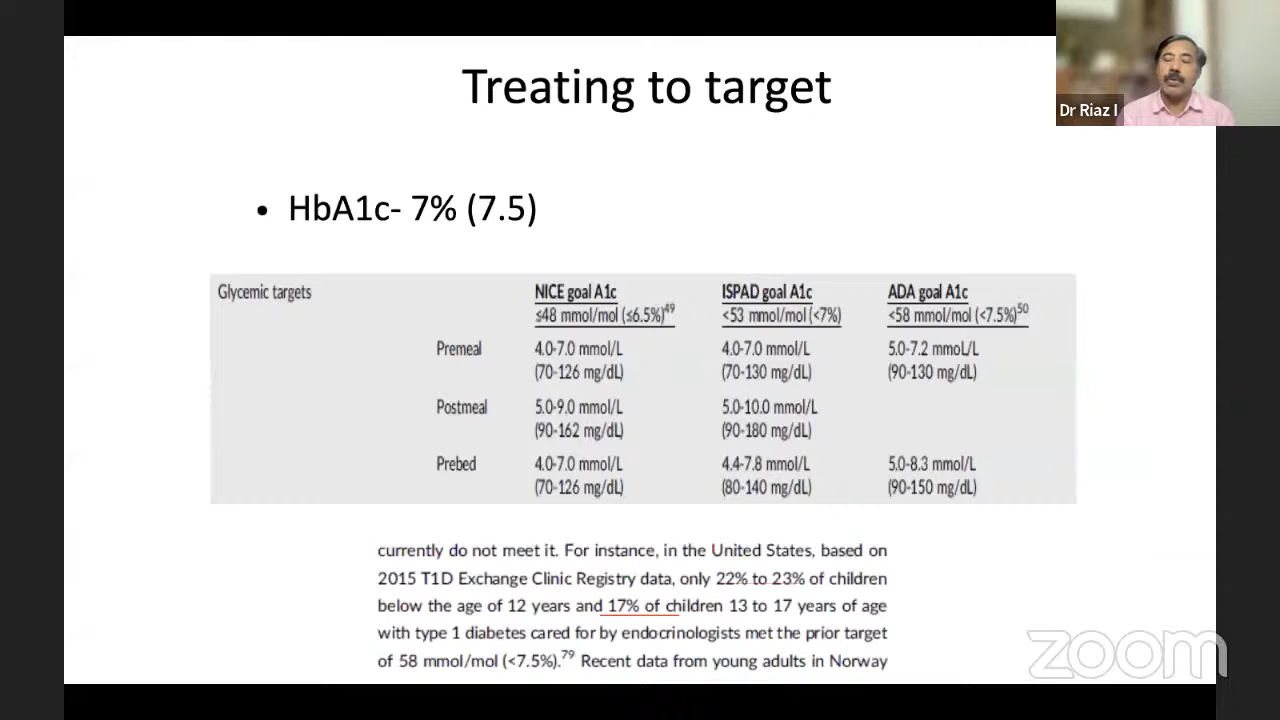 Treating to target
Dr Riaz I
• HbA1c- 7% (7.5)
Glycemic targets NICE goal A1c ISPAD goal A1c ADA goal A1c
≤48 mmol/mol (≤6.5%)49 <53 mmol/mol (<7%) <58 mmol/mol (<7.5%)50
Premeal 4.0-7.0 mmol/L 4.0-7.0 mmol/L 5.0-7.2 mmoL/L
(70-126 mg/dL) (70-130 mg/dL) (90-130 mg/dL)
Postmeal 5.0-9.0 mmol/L 5.0-10.0 mmol/L
(90-162 mg/dL) (90-180 mg/dL)
Prebed 4.0-7.0 mmol/L 4.4-7.8 mmol/L 5.0-8.3 mmol/L
(70-126 mg/dL) (80-140 mg/dL) (90-150 mg/dL)
currently do not meet it. For instance, in the United States, based on
2015 T1D Exchange Clinic Registry data, only 22% to 23% of children
below the age of 12 years and 17% of children 13 to 17 years of age
with type 1 diabetes cared for by endocrinologists met the prior target
of 58 mmol/mol (<7.5%).79 Recent data from young adults in Norway
zoom